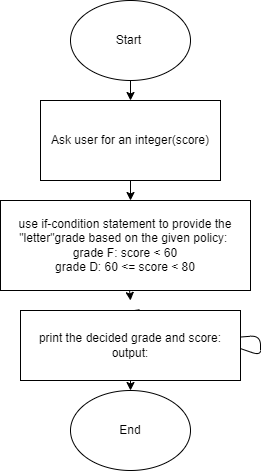 Start
Ask user for an integer(score)
use if-condition statement to provide the
"letter"grade based on the given policy:
grade F: score < 60
grade D: 60 <= score < 80
print the decided grade and score:
output:
End